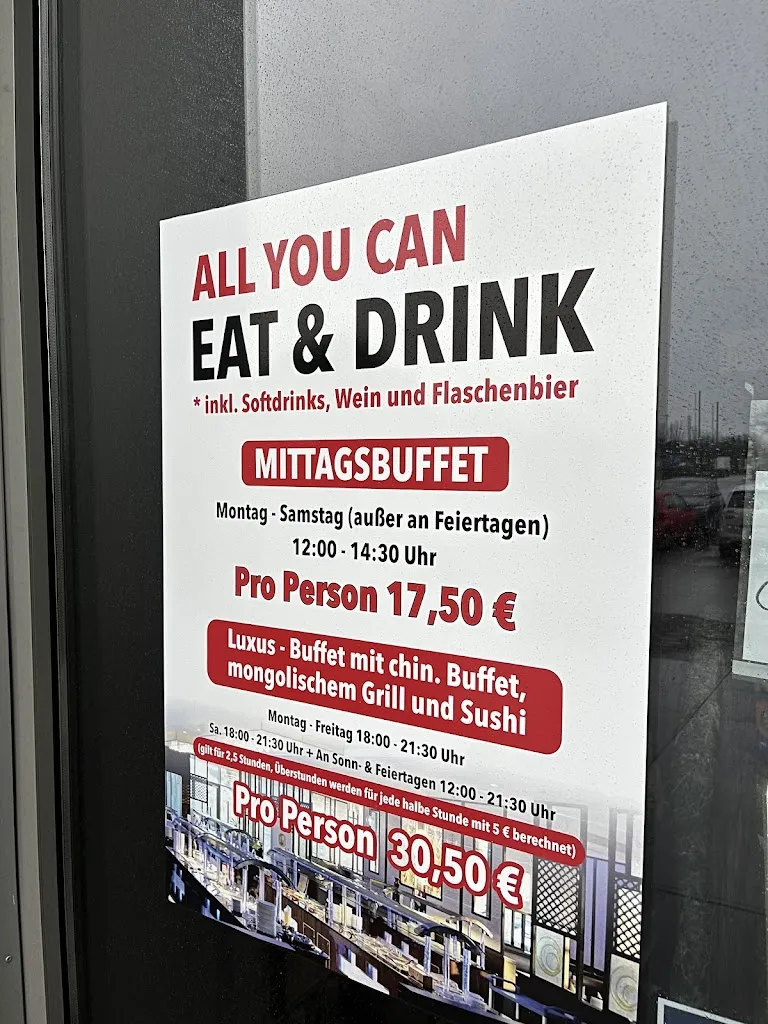 ALL YOU CAN
EAT & DRINK
* inkl. Softdrinks, Wein und Flaschenbier
MITTAGSBUFFET
Montag - Samstag (außer an Feiertagen)
12:00 - 14:30 Uhr
Pro Person 17,50 €
Luxus - Buffet mit chin. Buffet,
mongolischem Grill und Sushi
Montag - Freitag 18:00 - 21:30 Uhr
Sa. 18:00 - 21:30 Uhr + An Sonn- & Feiertagen 12:00 - 21:30 Uhr
(gilt für 2,5 Stunden, Überstunden werden für jede halbe Stunde mit 5 € berechnet)
Pro Person 30,50 €